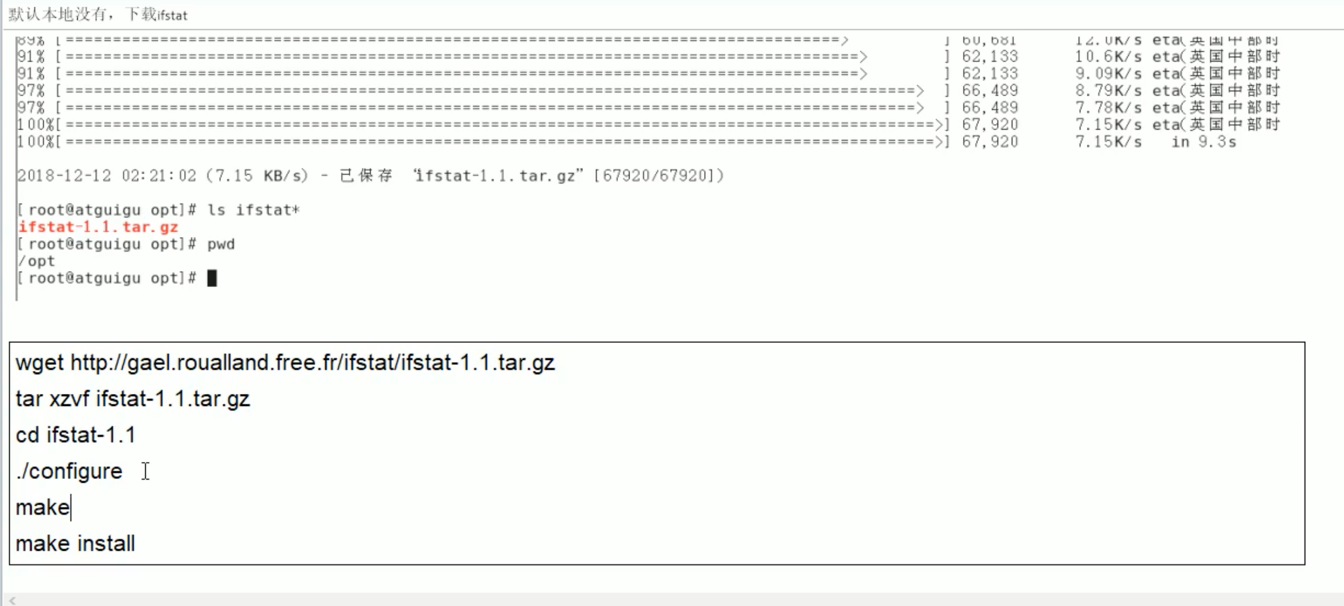 默认本地没有，下载ifstat
89% [=====================================================================================> ] 60,681 12.0K/s eta(英国中部时
91% [=======================================================================================> ] 62,133 10.6K/s eta(英国中部时
91% [=======================================================================================> ] 62,133 9.09K/s eta(英国中部时
97% [=============================================================================================> ] 66,489 8.79K/s eta(英国中部时
97% [=============================================================================================> ] 66,489 7.78K/s eta(英国中部时
100%[===============================================================================================>] 67,920 7.15K/s eta(英国中部时
100%[===============================================================================================>] 67,920 7.15K/s in 9.3s
2018-12-12 02:21:02 (7.15 KB/s) - 已保存 “ifstat-1.1.tar.gz” [67920/67920])
[root@atguigu opt]# ls ifstat*
ifstat-1.1.tar.gz
[root@atguigu opt]# pwd
/opt
[root@atguigu opt]#
wget http://gael.roualland.free.fr/ifstat/ifstat-1.1.tar.gz
tar xzvf ifstat-1.1.tar.gz
cd ifstat-1.1
./configure
make
make install